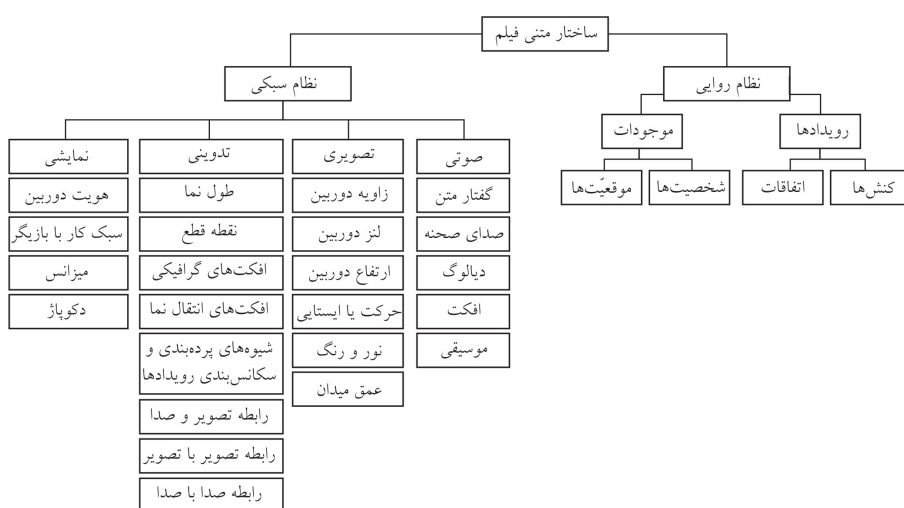 ساختار متنی فیلم
نظام روایی
نظام سبکی
رویدادها
موجودات
کنش‌ها
اتفاقات
شخصیت‌ها
موقعیّت‌ها
صوتی
گفتار متن
صدای صحنه
دیالوگ
افکت
موسیقی
تصویری
زاویه دوربین
لنز دوربین
ارتفاع دوربین
حرکت یا ایستایی
نور و رنگ
عمق میدان
تدوینی
طول نما
نقطه قطع
افکت‌های گرافیکی
افکت‌های انتقال نما
شیوه‌های پرده‌بندی و
سکانس‌بندی رویدادها
رابطه تصویر و صدا
رابطه تصویر با تصویر
رابطه صدا با صدا
نمایشی
هویت دوربین
سبک کار با بازیگر
میزانس
دکوپاژ